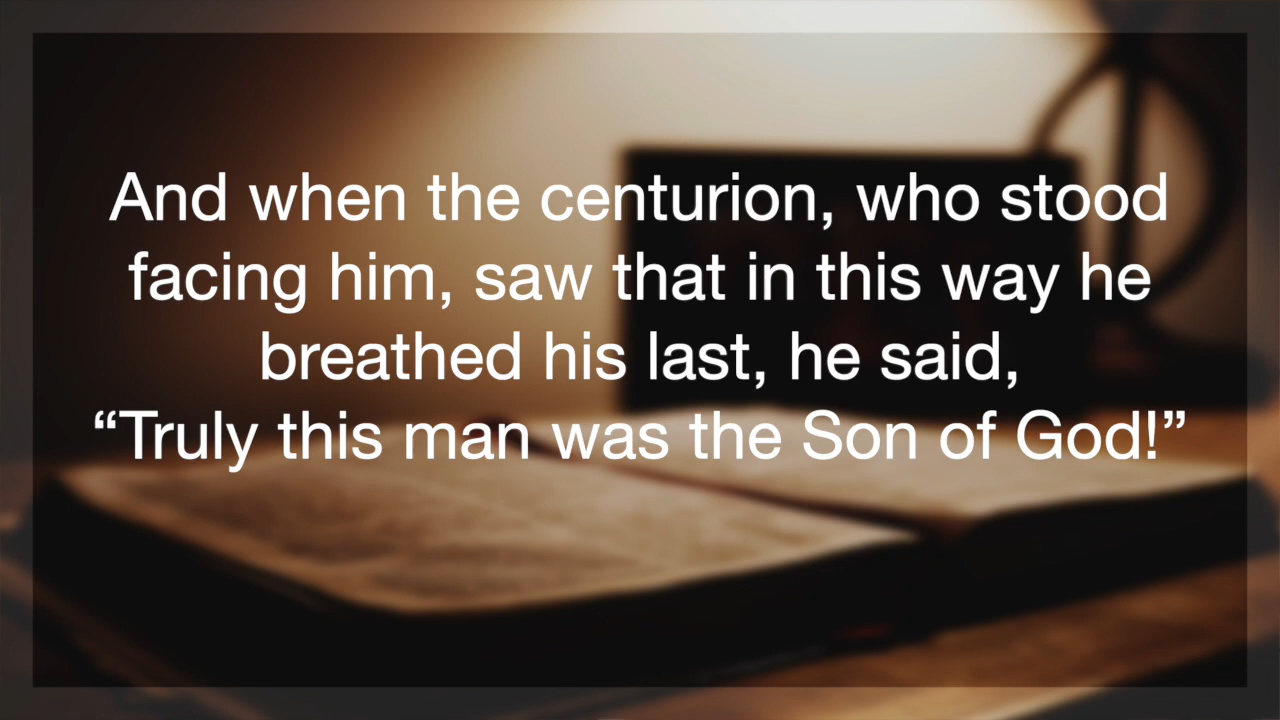 And when the centurion, who stood
facing him, saw that in this way he
breathed his last, he said,
“Truly this man was the Son of God!”